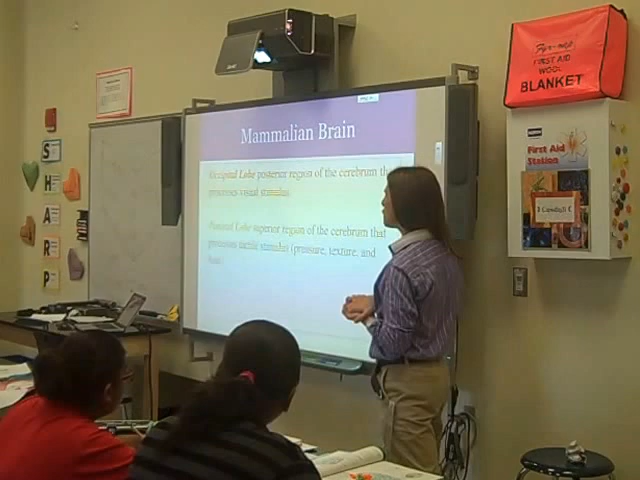 Mammalian Brain
Occipital Lobe posterior region of the cerebrum th
processes visual stimulus
Parietal Lobe superior region of the cerebrum that
processes tactile stimulus (pressure, texture, and
S
H
A
R
P
FIRST AID
WOOL
BLANKET
First Aid
Station